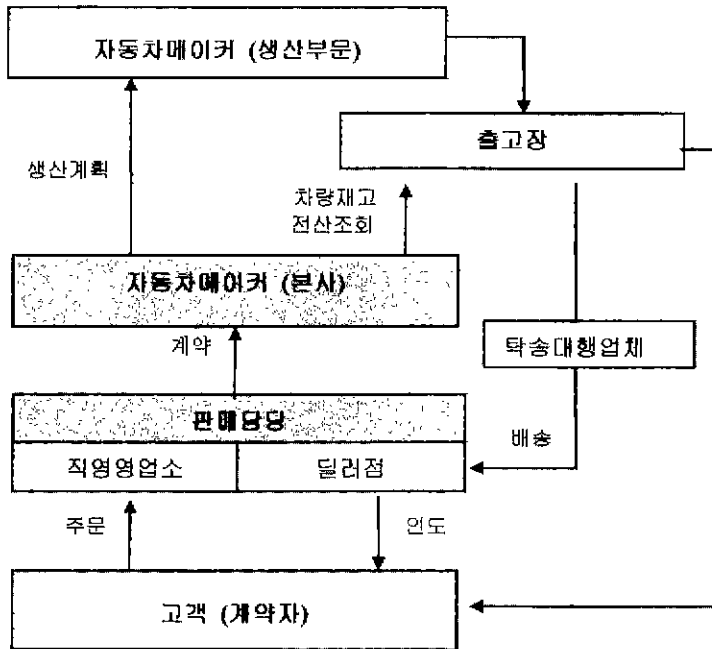 자동차메이커 (생산부문)
출고장
생산계획
차량재고
전산조회
자동차메이커 (본사)
계약
탁송대행업체
판매담당
배송
직영영업소
딜러점
주문
인도
고객 (계약자)